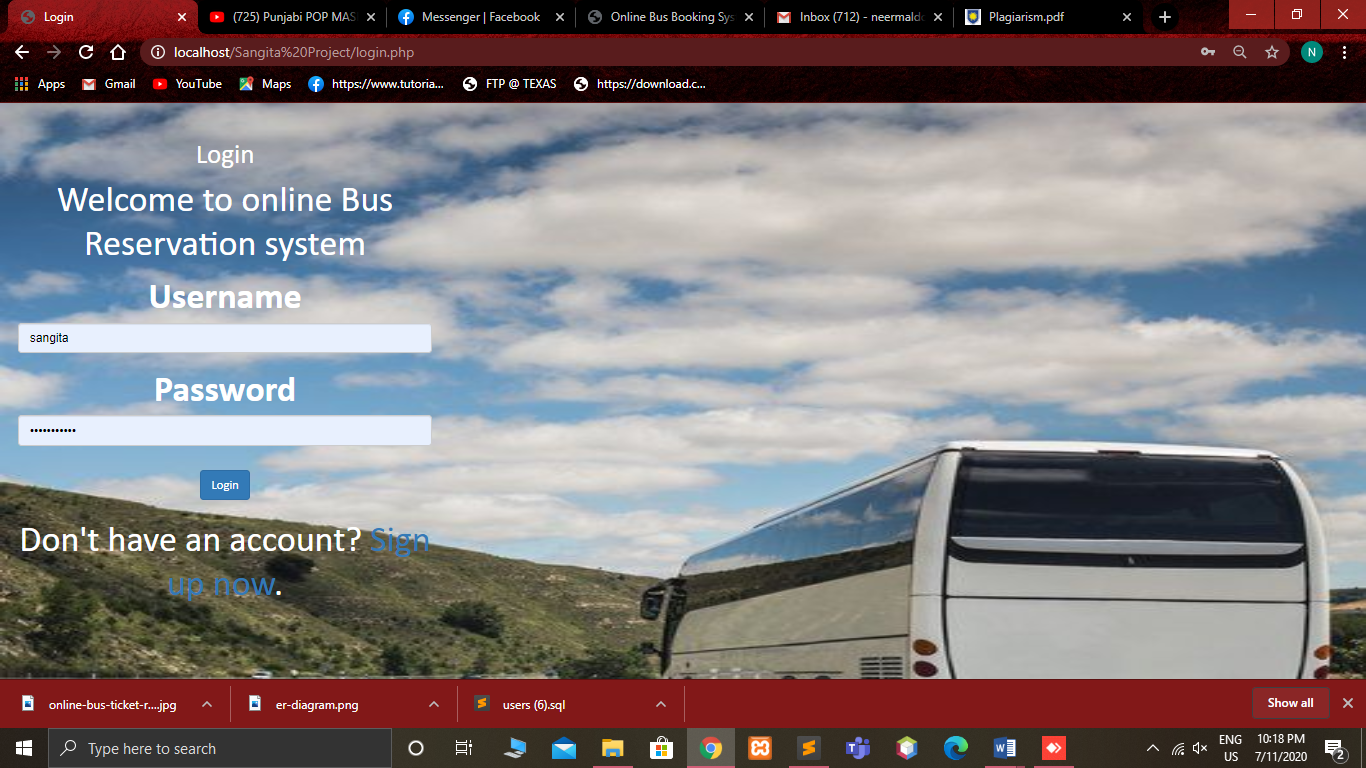 Login
(725) Punjabi POP MAS
Messenger | Facebook
Online Bus Booking Sys
Inbox (712) - neermald
Plagiarism.pdf
localhost/Sangita%20Project/login.php
N
Apps
Gmail
YouTube
Maps
https://www.tutoria...
FTP @ TEXAS
https://download.c...
Login
Welcome to online Bus
Reservation system
Username
sangita
Password
•••••••••••
Login
Don't have an account? Sign
up now.
online-bus-ticket-r....jpg
er-diagram.png
users (6).sql
Show all
Type here to search
ENG
US
10:18 PM
7/11/2020
2